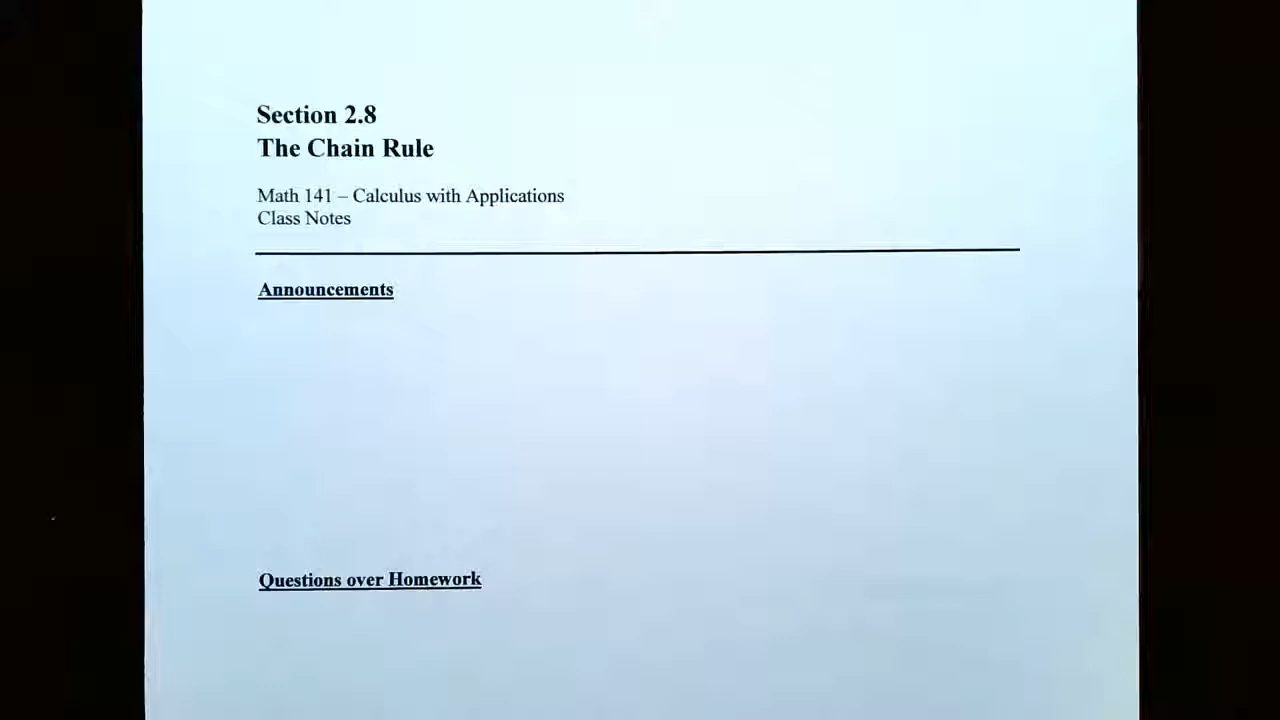 Section 2.8
The Chain Rule
Math 141 – Calculus with Applications
Class Notes
Announcements
Questions over Homework